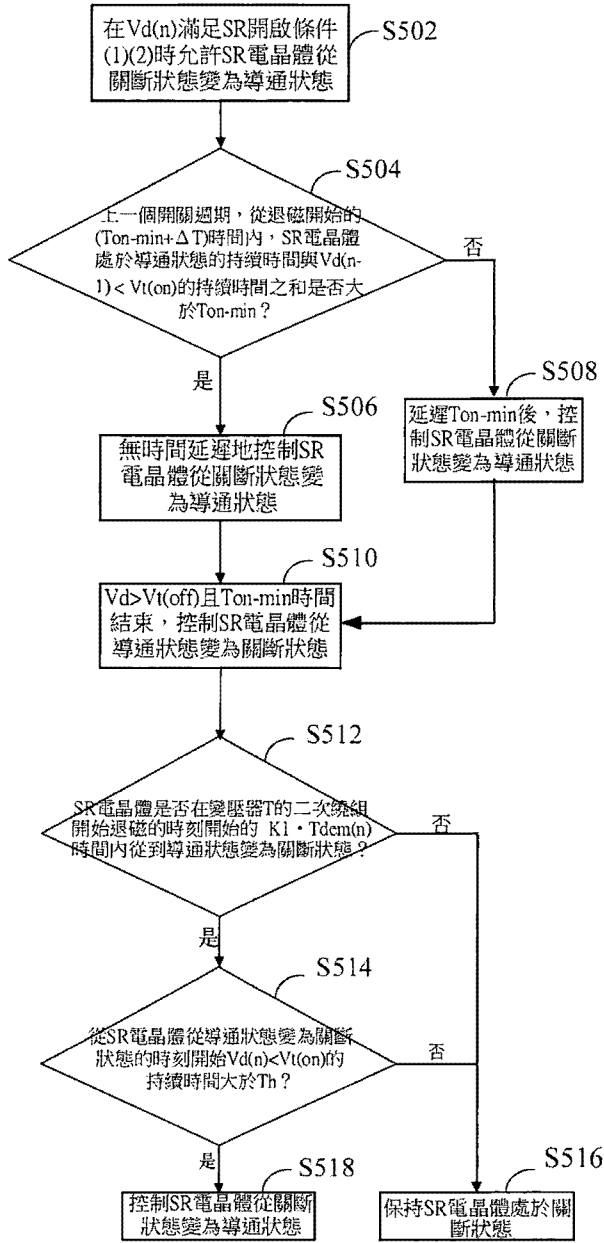 在Vd(n)滿足SR開啟條件
(1)(2)時允許SR電晶體從
關斷狀態變為導通狀態
S502
S504
上一個開關週期，從退磁開始的
(Ton-min+ΔT)時間內，SR電晶體
處於導通狀態的持續時間與Vd(n-
1)< Vt(on)的持續時間之和是否大
於Ton-min？
否
是
S506
無時間延遲地控制SR
電晶體從關斷狀態變
為導通狀態
S508
延遲Ton-min後，控
制SR電晶體從關斷
狀態變為導通狀態
S510
Vd>Vt(off)且Ton-min時間
結束，控制SR電晶體從
導通狀態變為關斷狀態
S512
SR電晶體是否在變壓器T的二次繞組
開始退磁的時刻開始的 K1·Tdem(n)
時間內從到導通狀態變為關斷狀態？
否
是
S514
從SR電晶體從導通狀態變為關斷
狀態的時刻開始Vd(n)<Vt(on)的
持續時間大於Th？
否
是
S518
控制SR電晶體從關斷
狀態變為導通狀態
S516
保持SR電晶體處於關
斷狀態